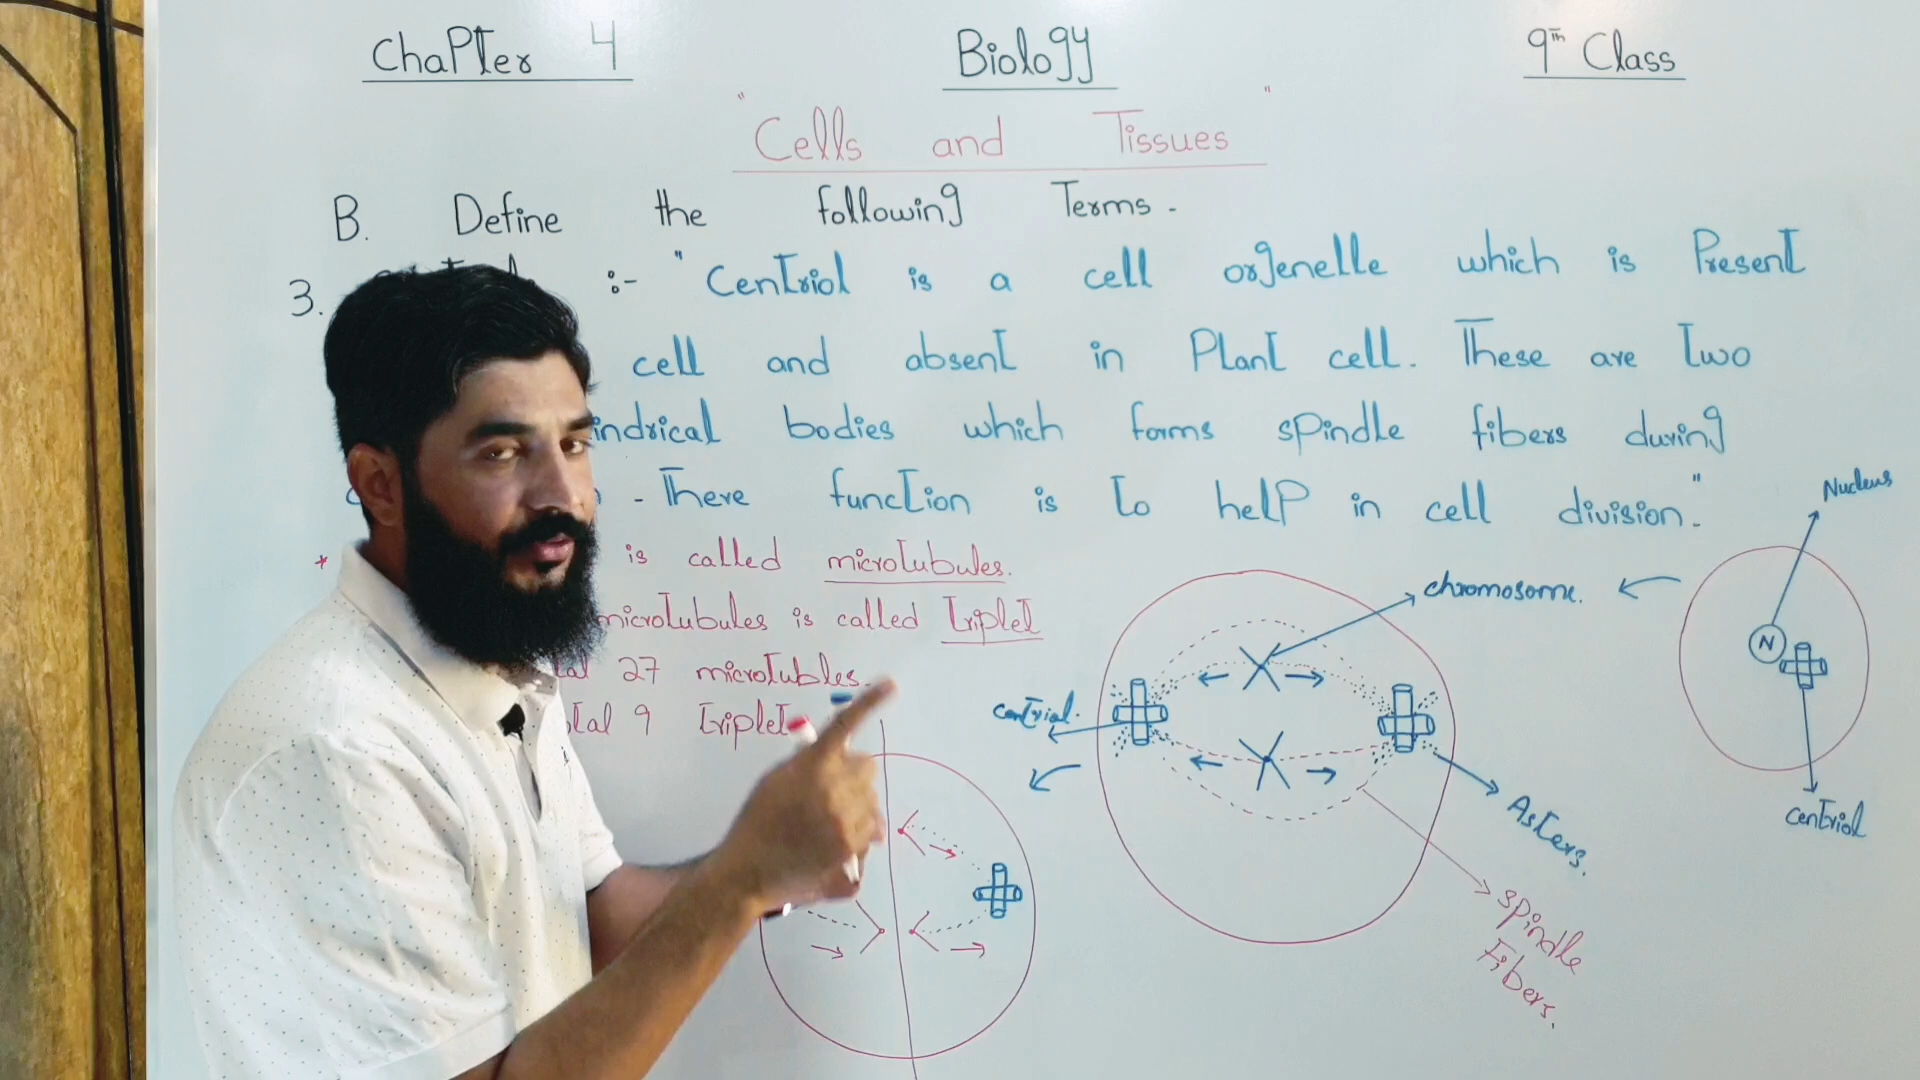 Chapter 4 Biology 9th Class
"Cells and Tissues"
B. Define the following Terms.
3. :- "Centriol is a cell orgenelle which is Present
cell and absent in Plant cell. These are two
indrical bodies which forms spindle fibers during
. There function is to help in cell division."
* is called microtubules.
microtubules is called triplet
tal 27 microtubles.
tal 9 triplet
Nucleus
chromosome.
N
centriol.
centriol
Asters.
Spindle
Fibers.